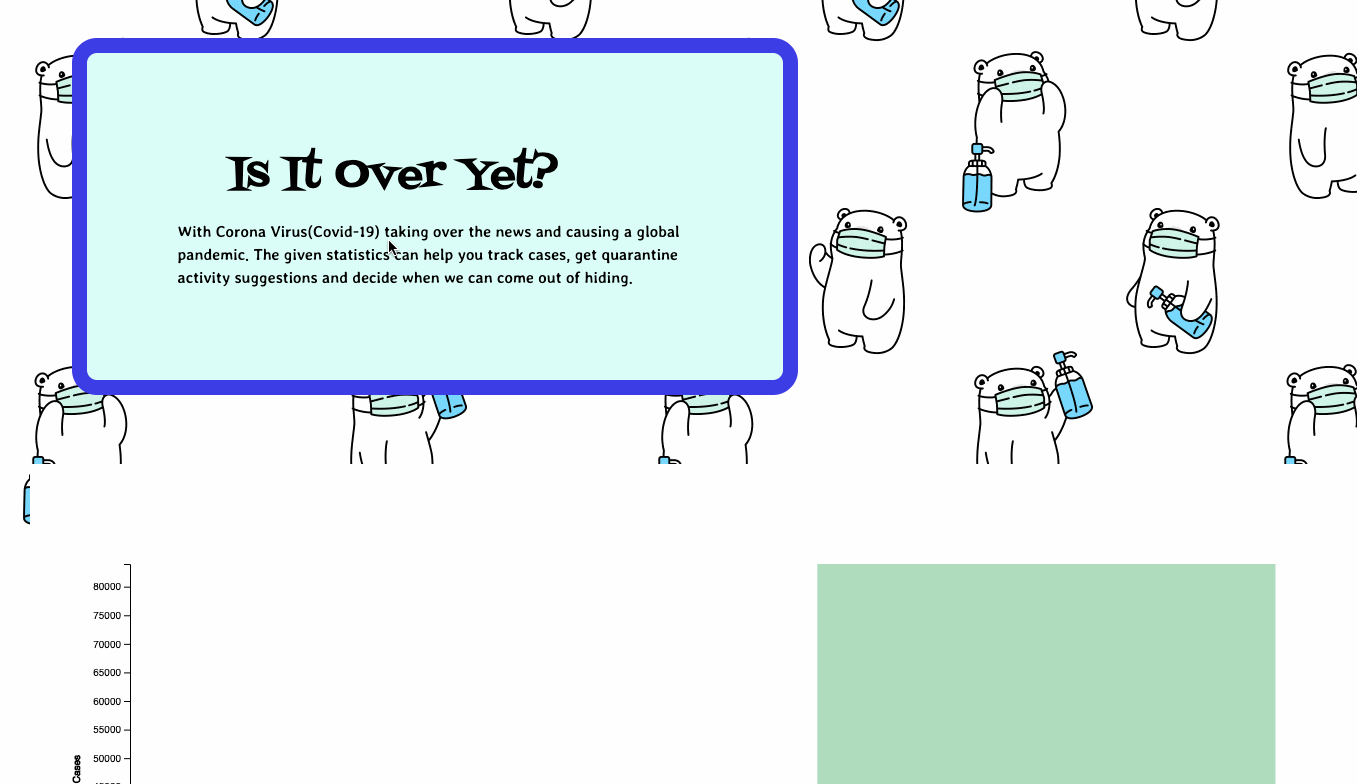 Is It Over Yet?
With Corona Virus(Covid-19) taking over the news and causing a global
pandemic. The given statistics can help you track cases, get quarantine
activity suggestions and decide when we can come out of hiding.
80000
75000
70000
65000
60000
55000
50000
Cases